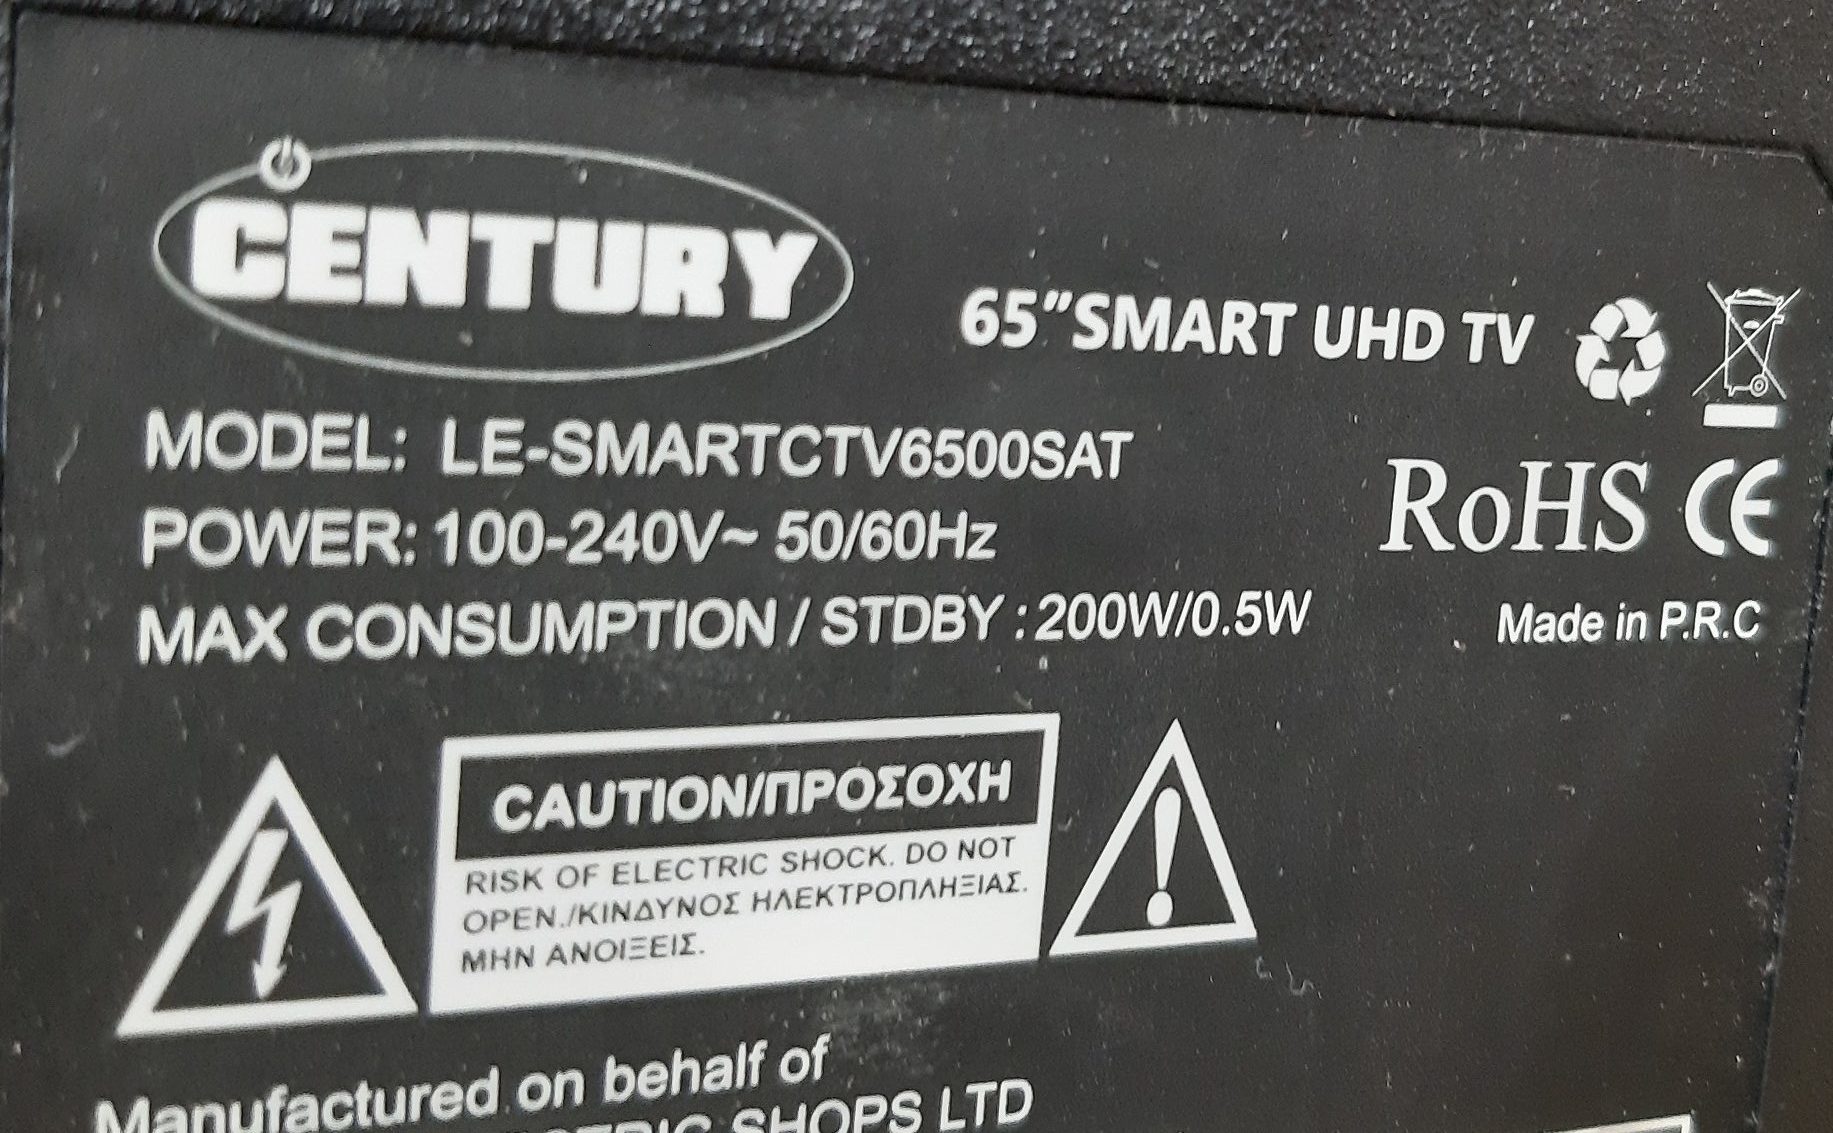 CENTURY
65"SMART UHD TV
MODEL: LE-SMARTCTV6500SAT
POWER: 100-240V~ 50/60Hz
RoHS CE
MAX CONSUMPTION / STDBY : 200W/0.5W
Made in P.R.C
CAUTION/ΠΡΟΣΟΧΗ
RISK OF ELECTRIC SHOCK. DO NOT
OPEN./ΚΙΝΔΥΝΟΣ ΗΛΕΚΤΡΟΠΛΗΞΙΑΣ.
ΜΗΝ ΑΝΟΙΞΕΙΣ.
Manufactured on behalf of
SHOPS LTD